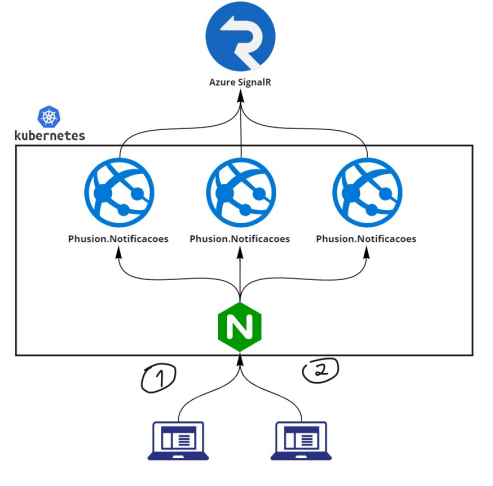 Azure SignalR
kubernetes
Phusion.Notificacoes Phusion.Notificacoes Phusion.Notificacoes
N
1 2